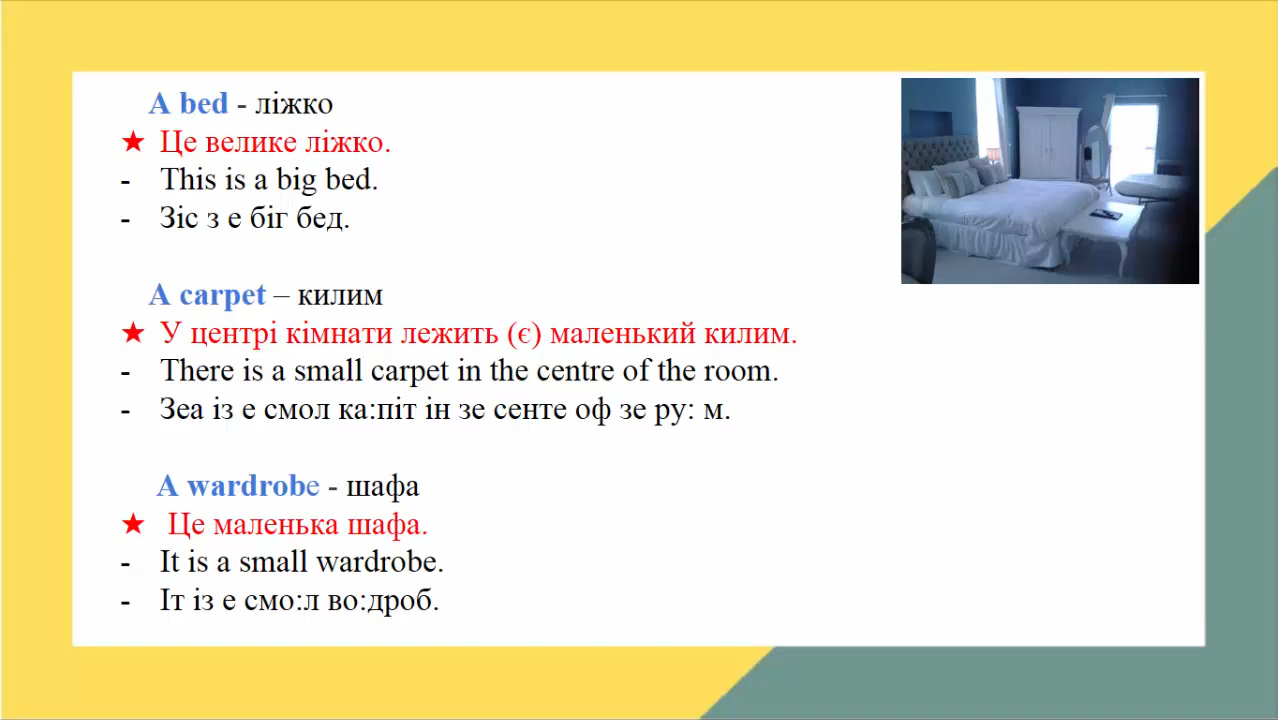 A bed - ліжко
★ Це велике ліжко.
- This is a big bed.
- Зіс з е біг бед.
A carpet – килим
★ У центрі кімнати лежить (є) маленький килим.
- There is a small carpet in the centre of the room.
- Зеа із е смол ка:піт ін зе сенте оф зе ру: м.
A wardrobe - шафа
★ Це маленька шафа.
- It is a small wardrobe.
- Іт із е смо:л во:дроб.